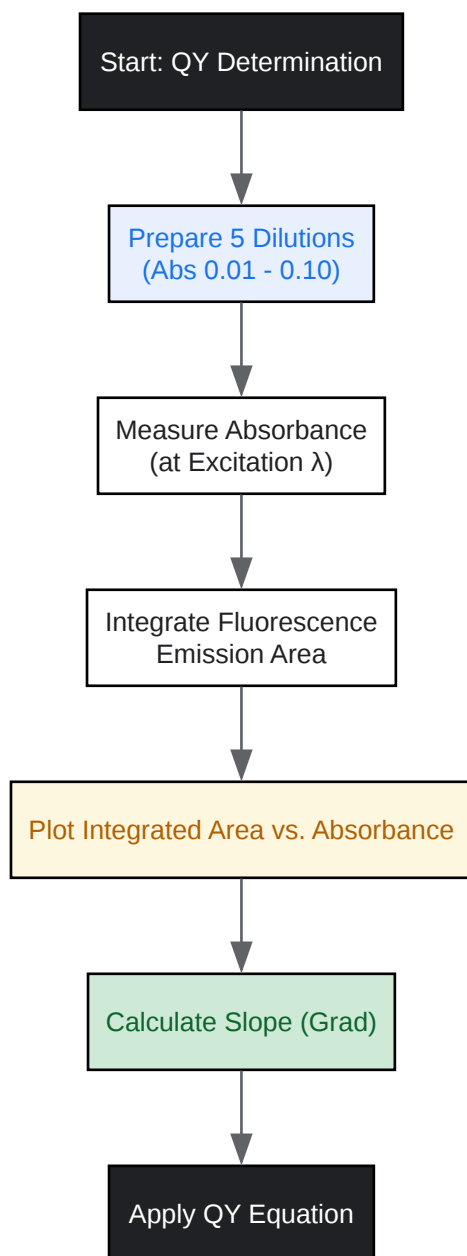 Start: QY Determination
Prepare 5 Dilutions
(Abs 0.01 - 0.10)
Measure Absorbance
(at Excitation λ)
Integrate Fluorescence
Emission Area
Plot Integrated Area vs. Absorbance
Calculate Slope (Grad)
Apply QY Equation